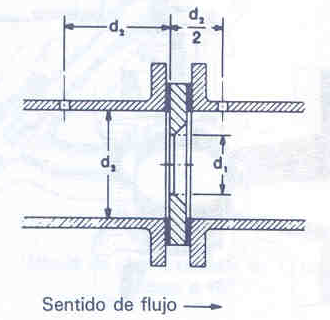 d₂
d₂/2
d₂
d₁
Sentido de flujo